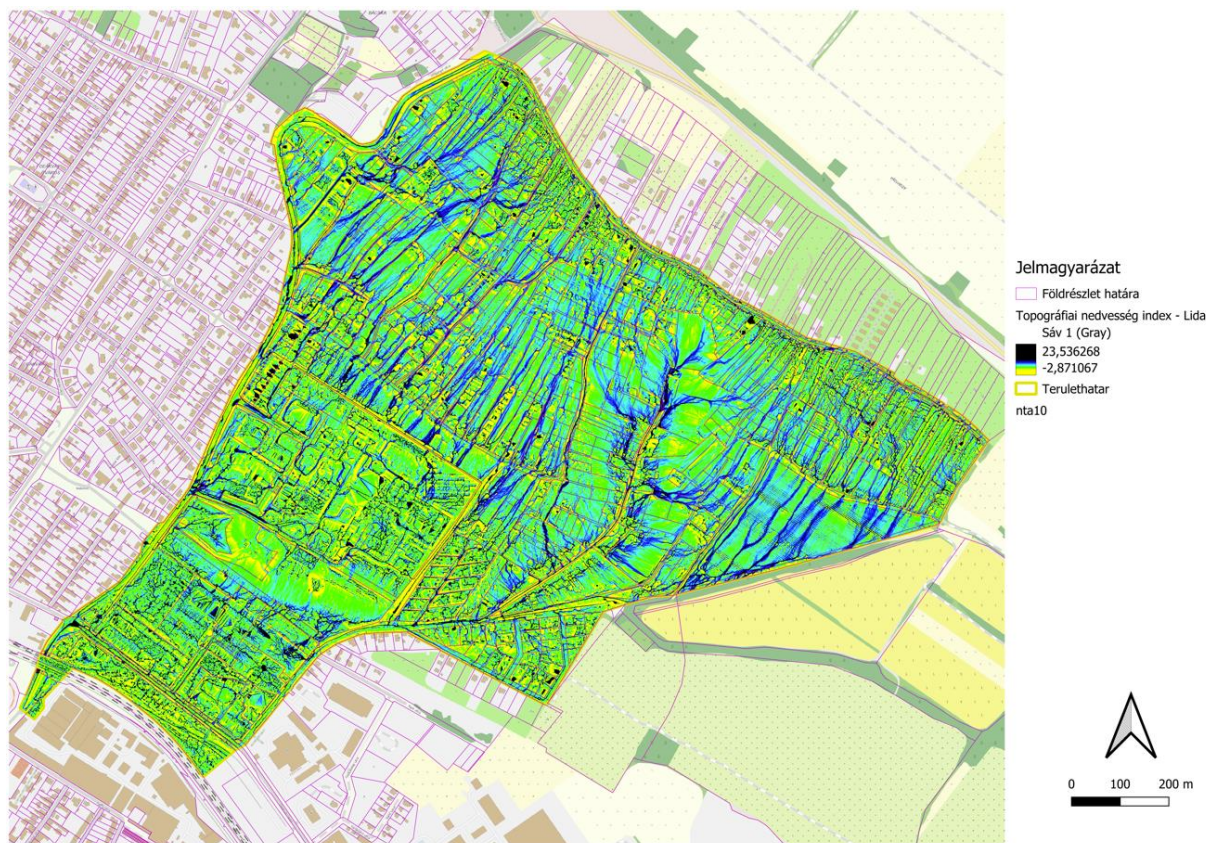 Jelmagyarázat
Földrészlet határa
Topográfiai nedvesség index - Lida
Sáv 1 (Gray)
23,536268
-2,871067
Terulethatar
nta10
0 100 200 m